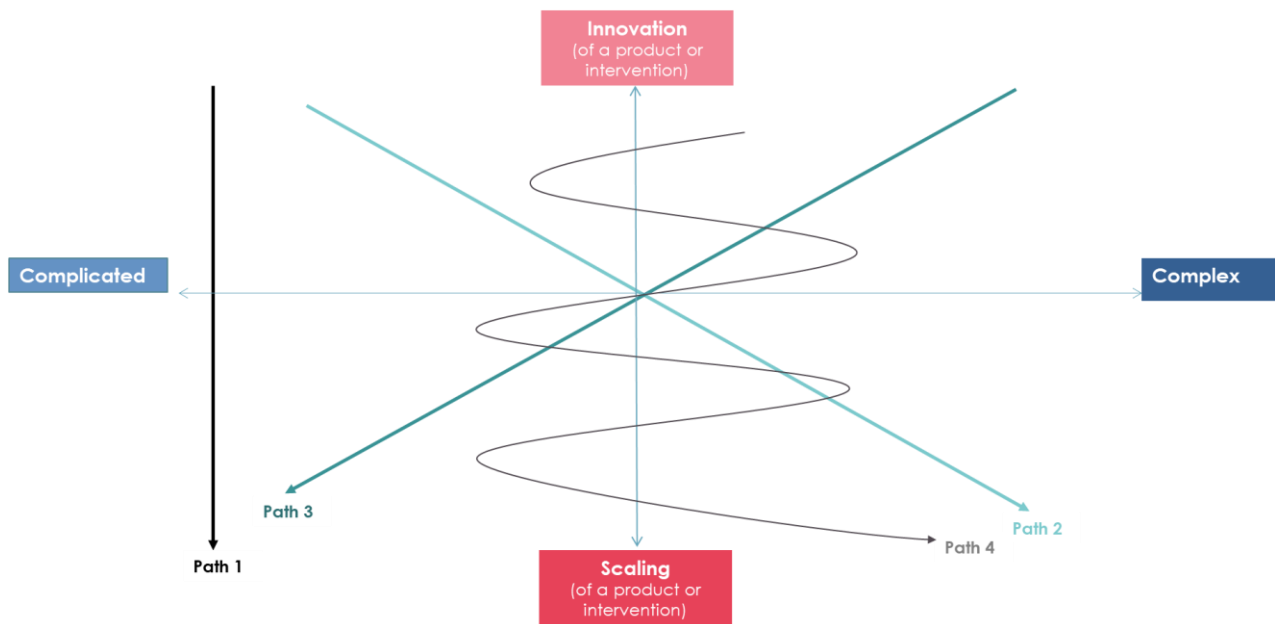 Innovation
(of a product or
intervention)
Complicated
Complex
Path 3
Path 2
Path 4
Path 1
Scaling
(of a product or
intervention)